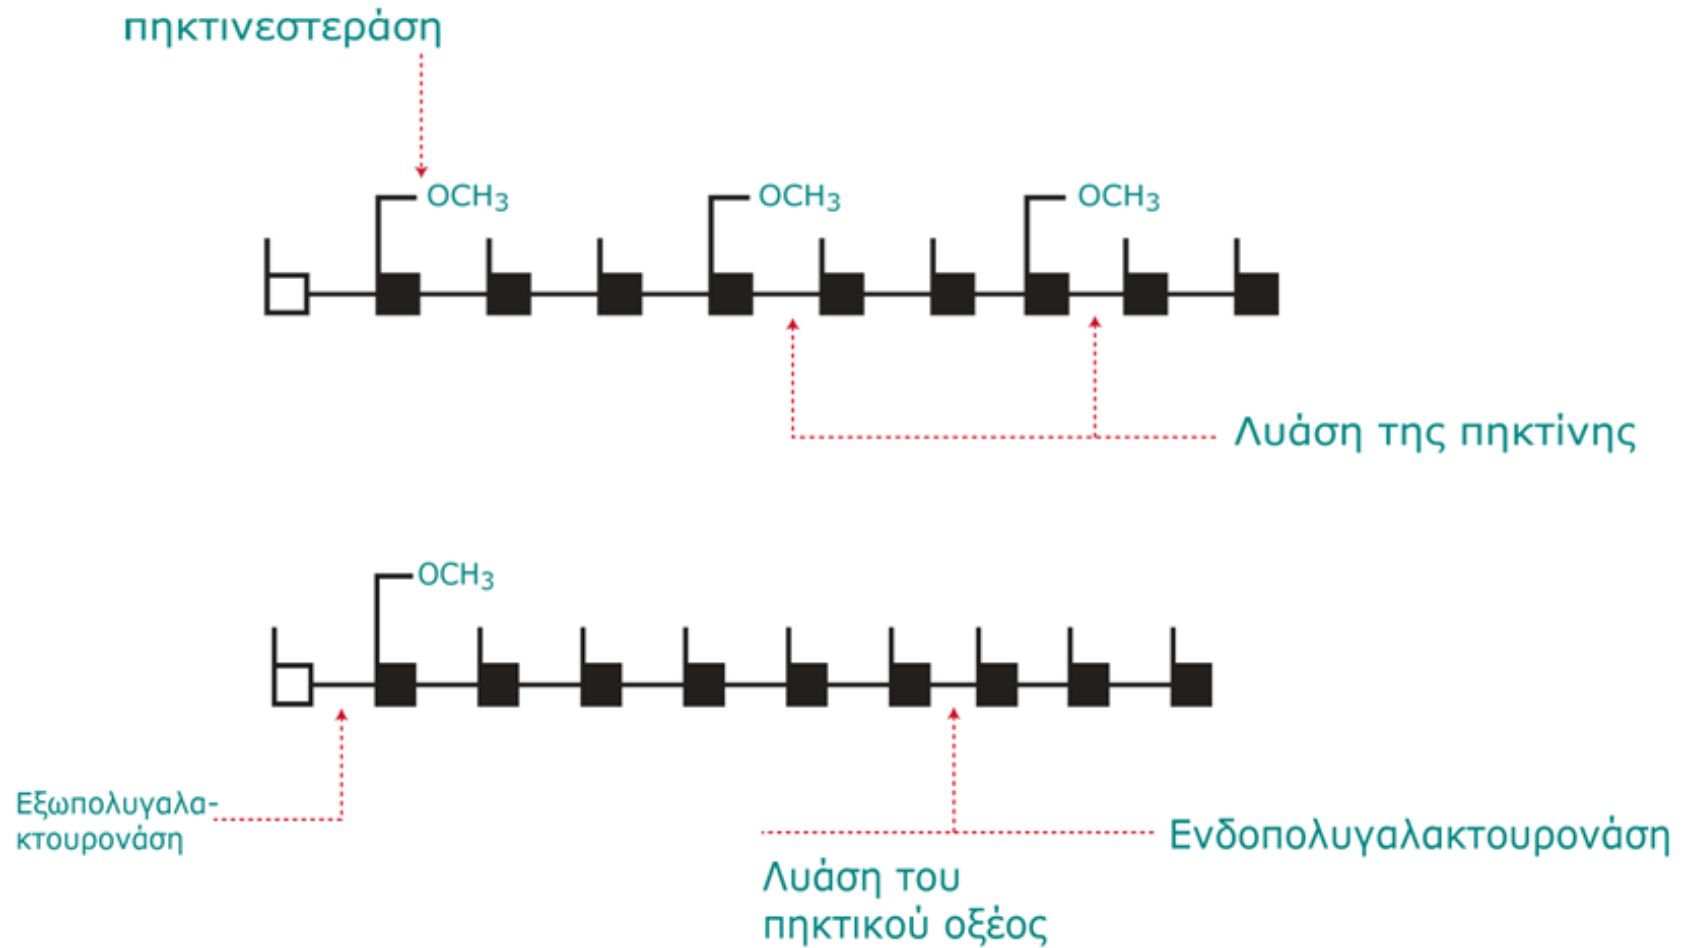 πηκτινεστεράση
OCH3
OCH3
OCH3
Λυάση της πηκτίνης
OCH3
Εξωπολυγαλα-
κτουρονάση
Ενδοπολυγαλακτουρονάση
Λυάση του
πηκτικού οξέος